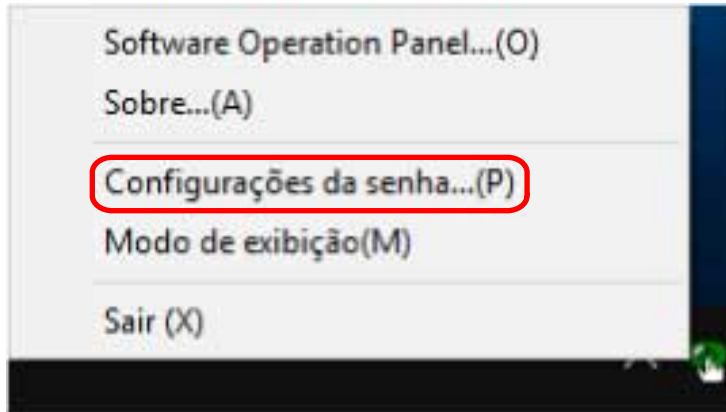 Software Operation Panel...(O)
Sobre...(A)
Configurações da senha...(P)
Modo de exibição(M)
Sair (X)